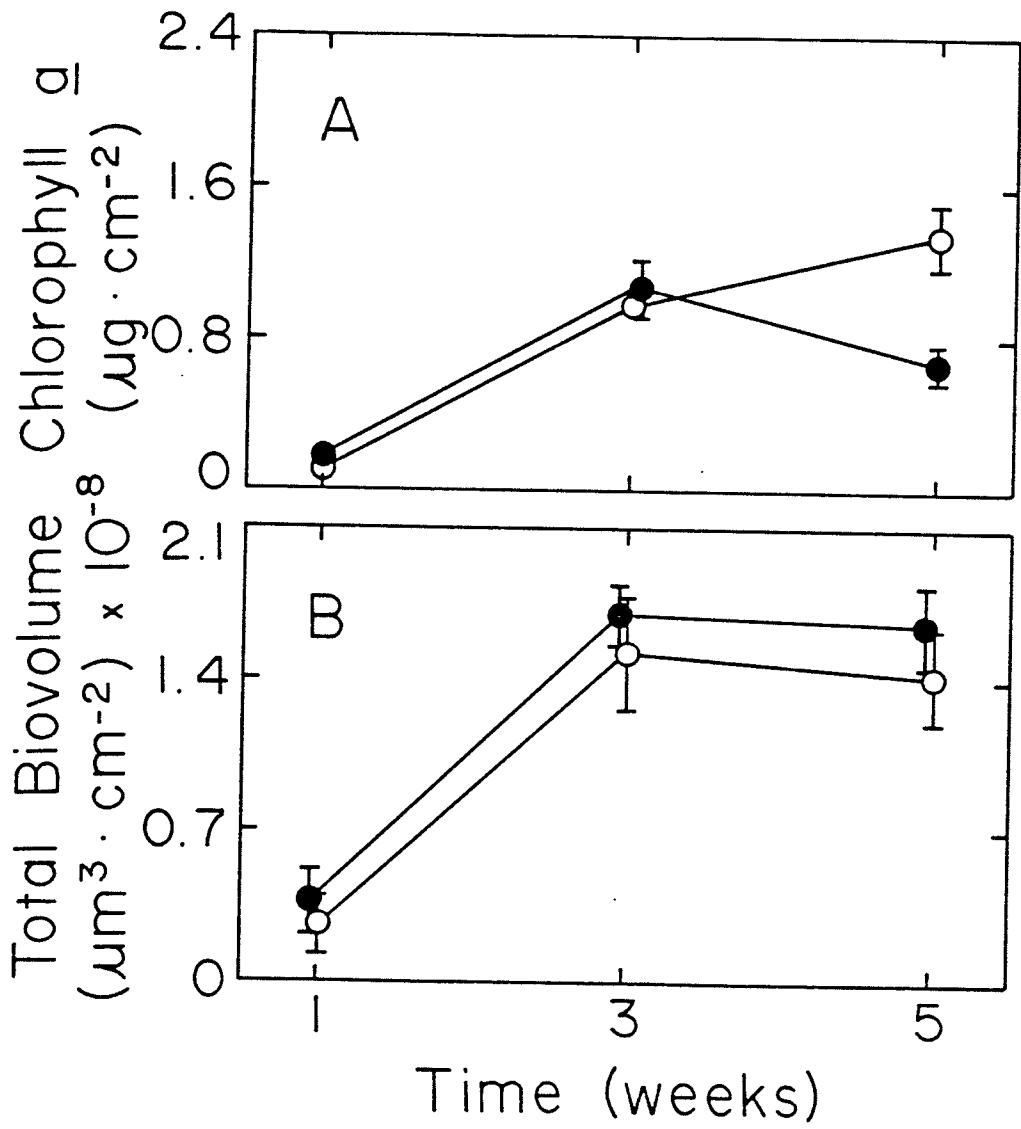 Chlorophyll a
(µg·cm-2)
2.4
1.6
0.8
0
A
Total Biovolume
(µm3·cm-2) x 10-8
2.1
1.4
0.7
0
B
1 3 5
Time (weeks)